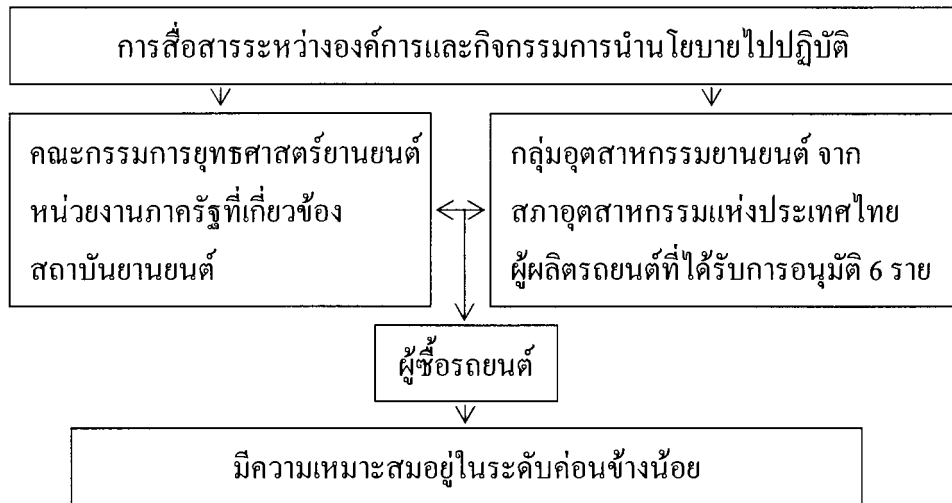 การสื่อสารระหว่างองค์การและกิจกรรมการนำนโยบายไปปฏิบัติ
คณะกรรมการยุทธศาสตร์ยานยนต์
หน่วยงานภาครัฐที่เกี่ยวข้อง
สถาบันยานยนต์
กลุ่มอุตสาหกรรมยานยนต์ จาก
สภาอุตสาหกรรมแห่งประเทศไทย
ผู้ผลิตรถยนต์ที่ได้รับการอนุมัติ 6 ราย
ผู้ซื้อรถยนต์
มีความเหมาะสมอยู่ในระดับค่อนข้างน้อย